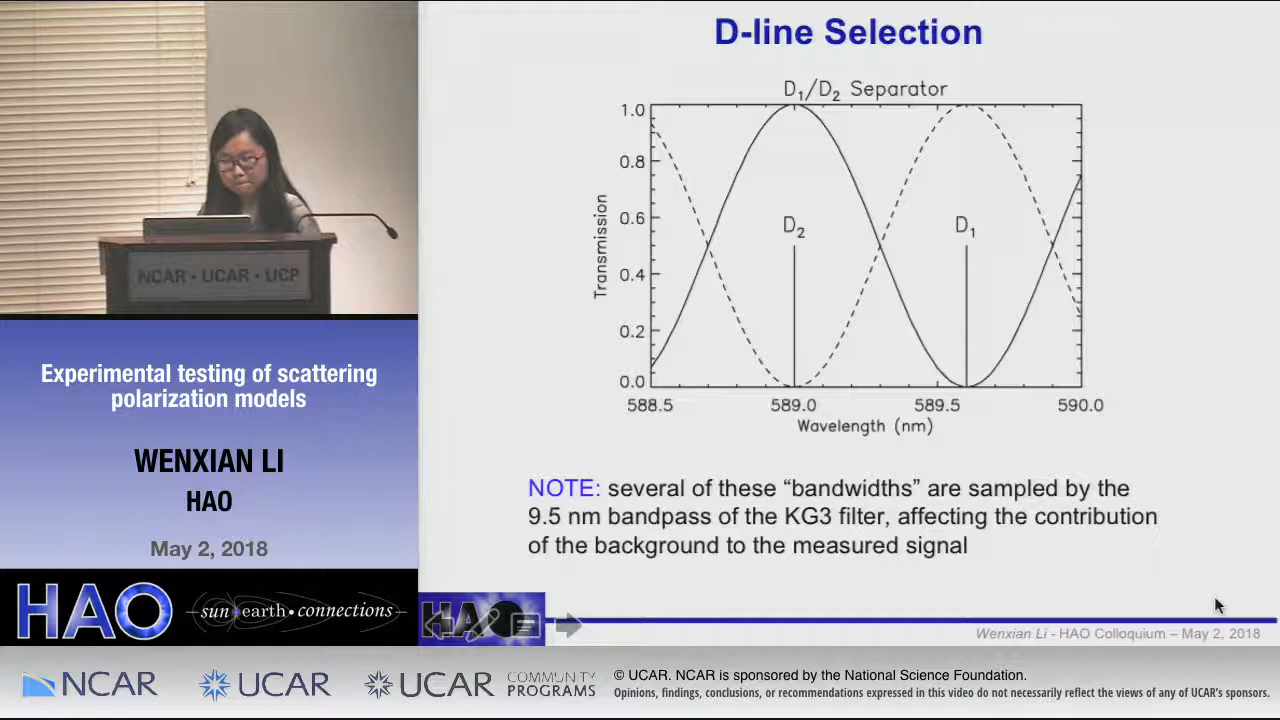 D-line Selection
D1/D2 Separator
1.0
0.8
0.6
0.4
0.2
0.0
Transmission
D2
D1
588.5
589.0
589.5
590.0
Wavelength (nm)
NOTE: several of these “bandwidths” are sampled by the
9.5 nm bandpass of the KG3 filter, affecting the contribution
of the background to the measured signal
HAO
Wenxian Li - HAO Colloquium – May 2, 2018
NCAR • UCAR • UCP
Experimental testing of scattering
polarization models
WENXIAN LI
HAO
May 2, 2018
HAO
sun • earth • connections
NCAR
UCAR
UCAR
COMMUNITY
PROGRAMS
© UCAR. NCAR is sponsored by the National Science Foundation.
Opinions, findings, conclusions, or recommendations expressed in this video do not necessarily reflect the views of any of UCAR's sponsors.